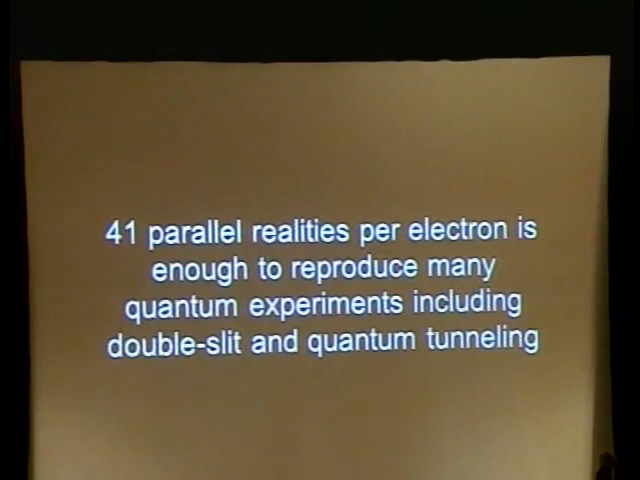 41 parallel realities per electron is
enough to reproduce many
quantum experiments including
double-slit and quantum tunneling